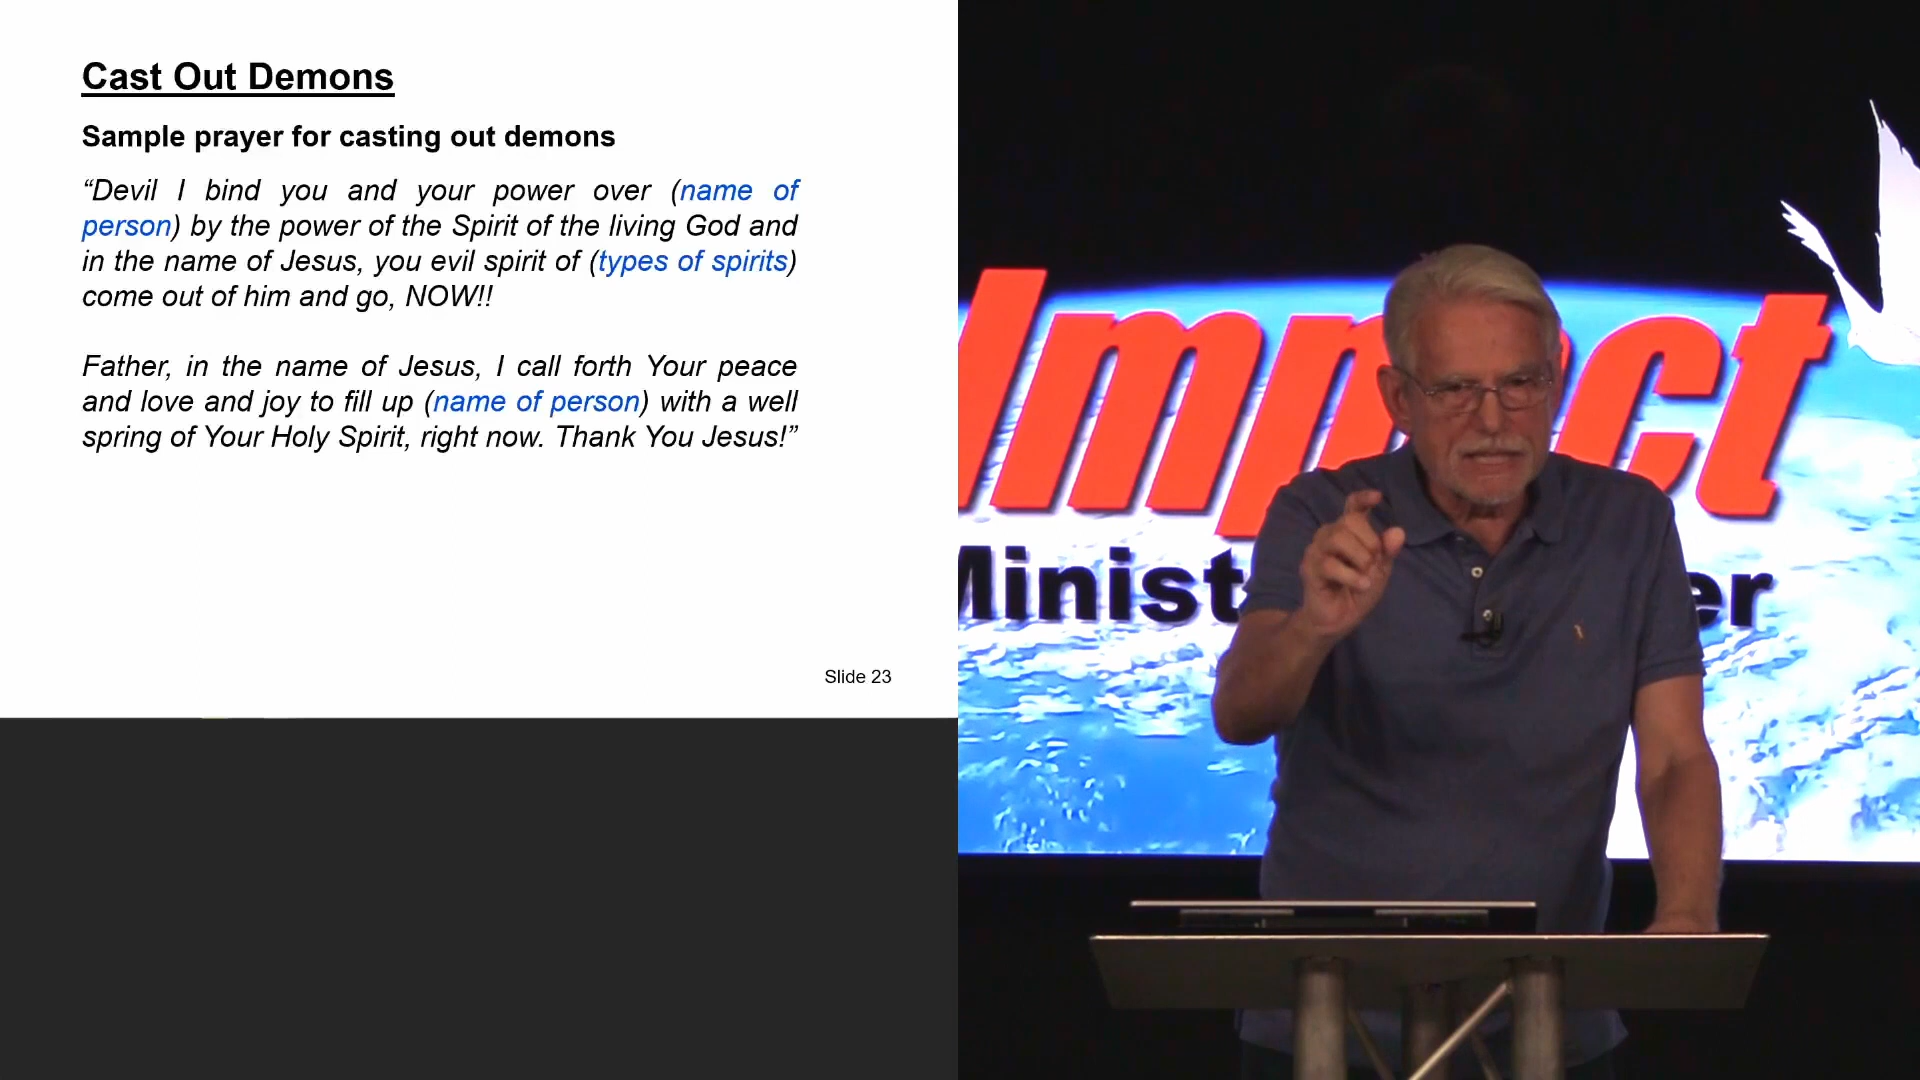 Cast Out Demons
Sample prayer for casting out demons
“Devil I bind you and your power over (name of
person) by the power of the Spirit of the living God and
in the name of Jesus, you evil spirit of (types of spirits)
come out of him and go, NOW!!
Father, in the name of Jesus, I call forth Your peace
and love and joy to fill up (name of person) with a well
spring of Your Holy Spirit, right now. Thank You Jesus!”
Slide 23
Impact